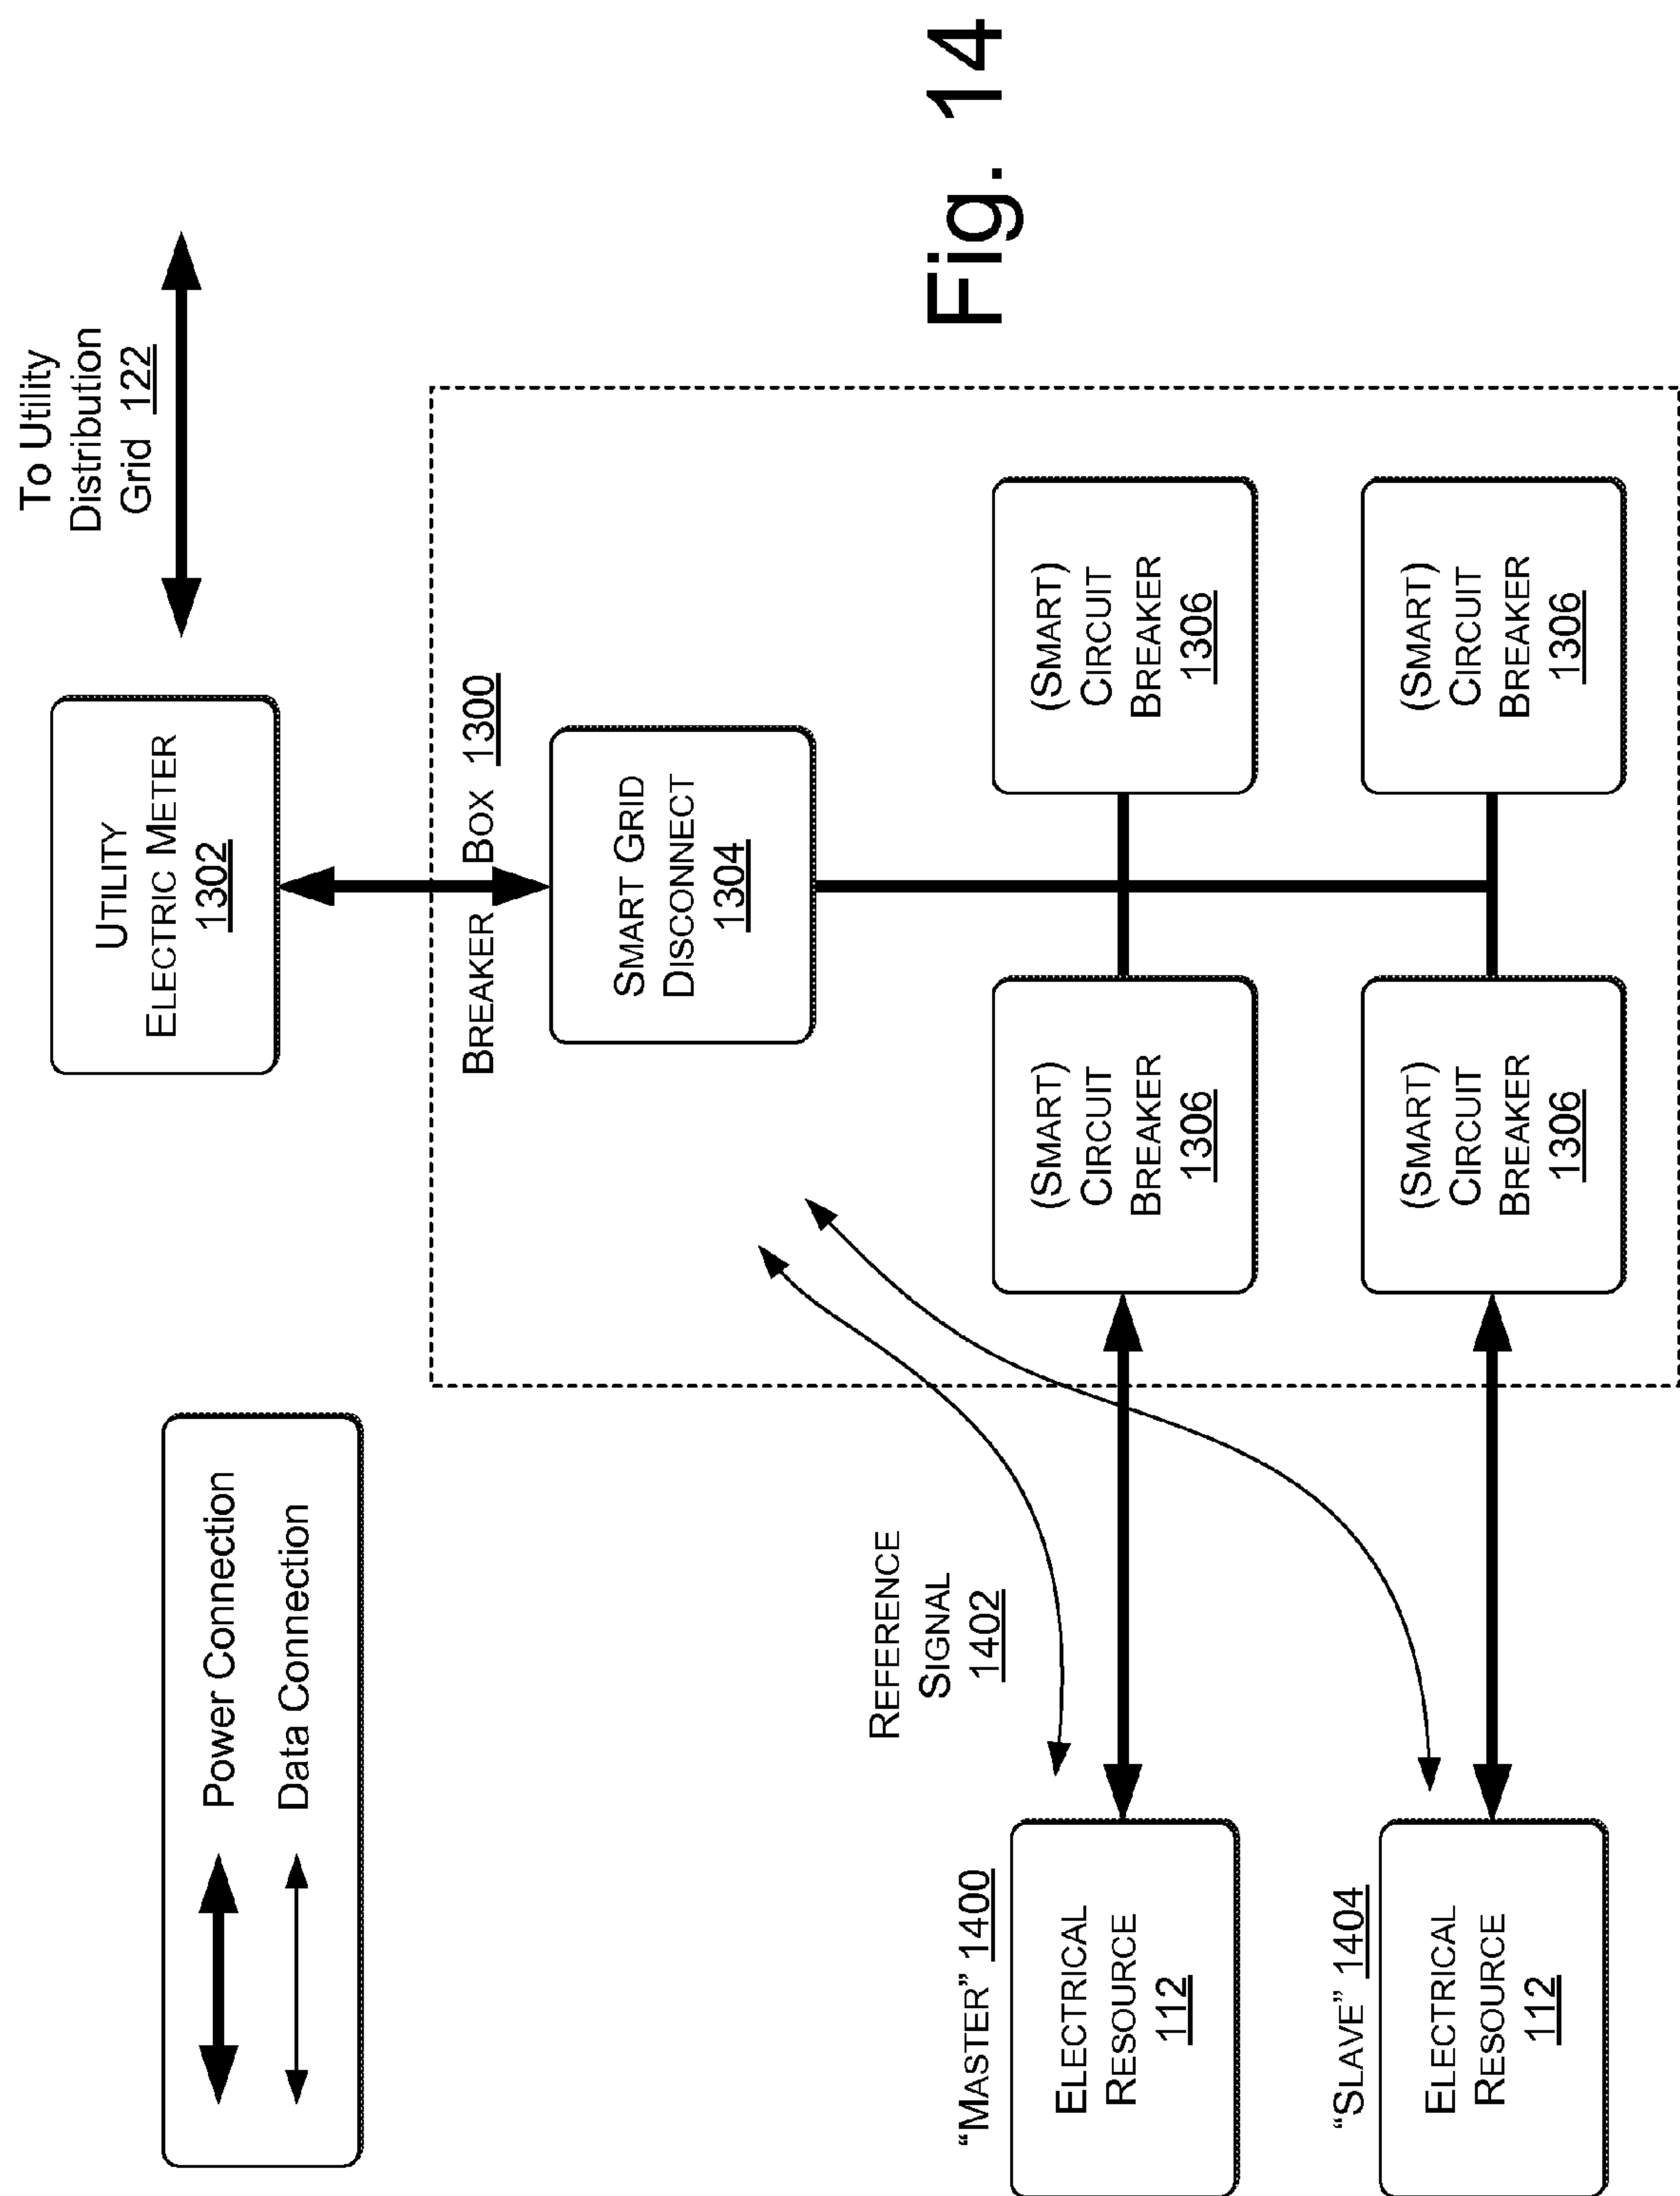 Power Connection
Data Connection
UTILITY
ELECTRIC METER
1302
To Utility
Distribution
Grid 122
BREAKER BOX 1300
SMART GRID
DISCONNECT
1304
REFERENCE
SIGNAL
1402
"MASTER" 1400
ELECTRICAL
RESOURCE
112
(SMART)
CIRCUIT
BREAKER
1306
(SMART)
CIRCUIT
BREAKER
1306
"SLAVE" 1404
ELECTRICAL
RESOURCE
112
(SMART)
CIRCUIT
BREAKER
1306
(SMART)
CIRCUIT
BREAKER
1306
Fig. 14